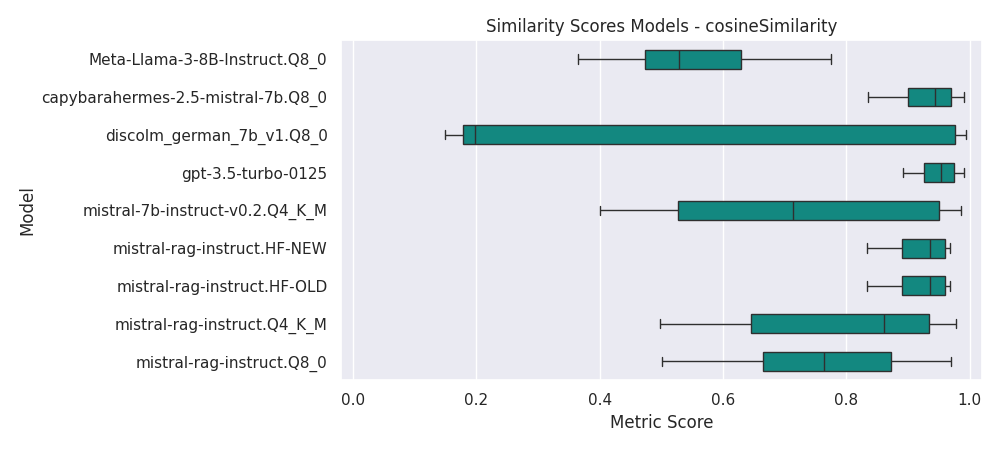 Similarity Scores Models - cosineSimilarity
Model
Meta-Llama-3-8B-Instruct.Q8_0
capybarahermes-2.5-mistral-7b.Q8_0
discolm_german_7b_v1.Q8_0
gpt-3.5-turbo-0125
mistral-7b-instruct-v0.2.Q4_K_M
mistral-rag-instruct.HF-NEW
mistral-rag-instruct.HF-OLD
mistral-rag-instruct.Q4_K_M
mistral-rag-instruct.Q8_0
0.0 0.2 0.4 0.6 0.8 1.0
Metric Score